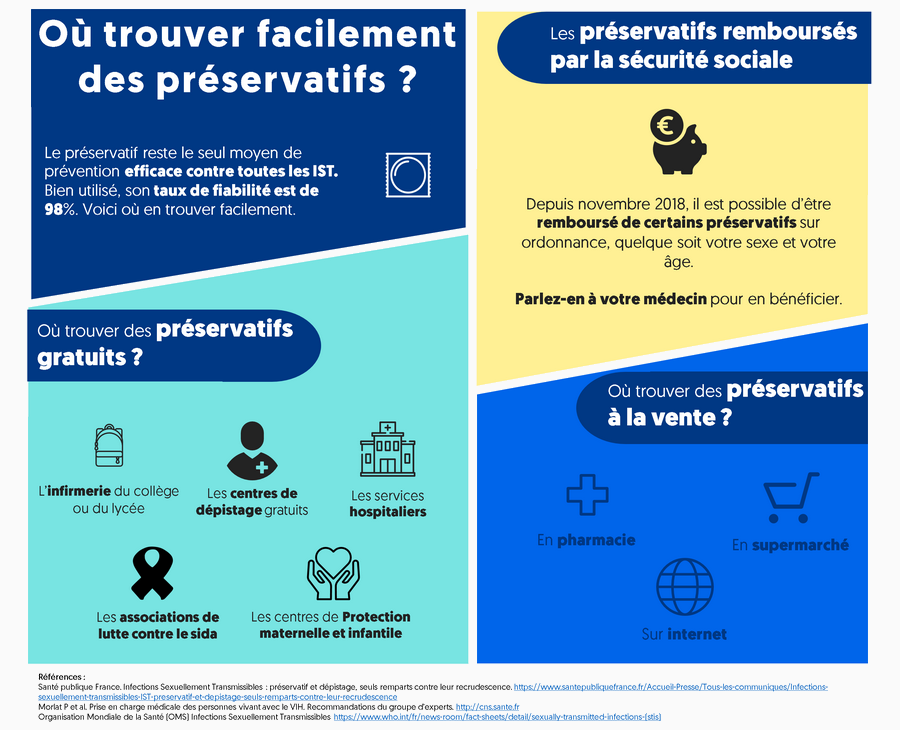 Où trouver facilement
des préservatifs ?
Le préservatif reste le seul moyen de
prévention efficace contre toutes les IST.
Bien utilisé, son taux de fiabilité est de
98%. Voici où en trouver facilement.
Où trouver des préservatifs
gratuits ?
L'infirmerie du collège
ou du lycée
Les centres de
dépistage gratuits
Les services
hospitaliers
Les associations de
lutte contre le sida
Les centres de Protection
maternelle et infantile
Les préservatifs remboursés
par la sécurité sociale
€
Depuis novembre 2018, il est possible d'être
remboursé de certains préservatifs sur
ordonnance, quelque soit votre sexe et votre
âge.
Parlez-en à votre médecin pour en bénéficier.
Où trouver des préservatifs
à la vente ?
En pharmacie
En supermarché
Sur internet
Références :
Santé publique France. Infections Sexuellement Transmissibles : préservatif et dépistage, seuls remparts contre leur recrudescence. https://www.santepubliquefrance.fr/Accueil-Presse/Tous-les-communiques/Infections-
sexuellement-transmissibles-IST-preservatif-et-depistage-seuls-remparts-contre-leur-recrudescence
Morlat P et al. Prise en charge médicale des personnes vivant avec le VIH. Recommandations du groupe d'experts. http://cns.sante.fr
Organisation Mondiale de la Santé (OMS) Infections Sexuellement Transmissibles https://www.who.int/fr/news-room/fact-sheets/detail/sexually-transmitted-infections-(stis)